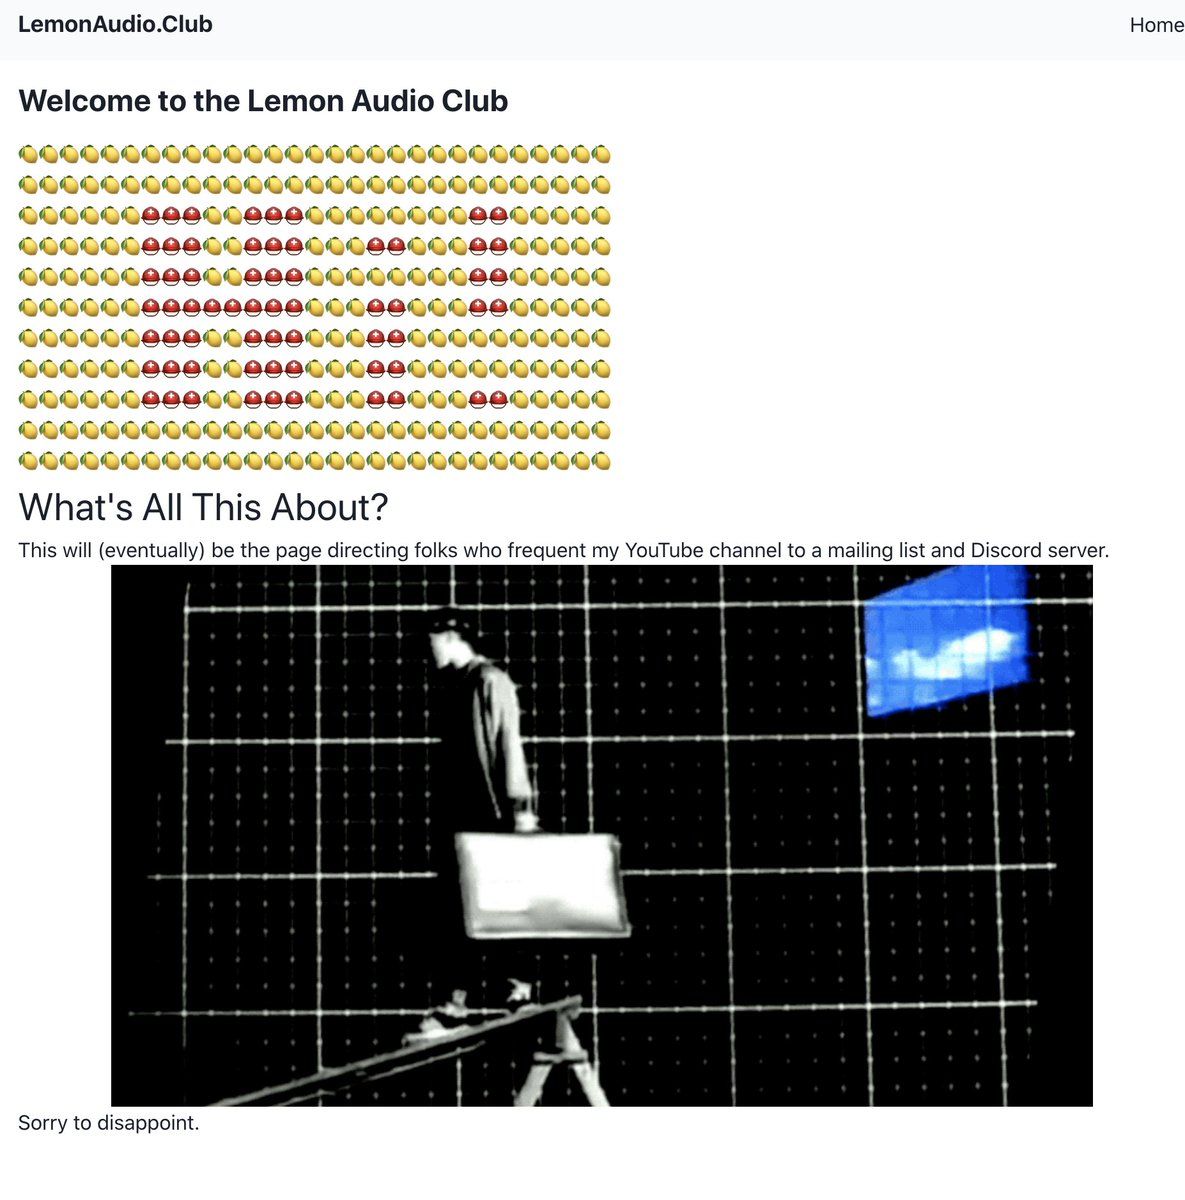 LemonAudio.Club
Home
Welcome to the Lemon Audio Club
Hi!
What's All This About?
This will (eventually) be the page directing folks who frequent my YouTube channel to a mailing list and Discord server.
Sorry to disappoint.